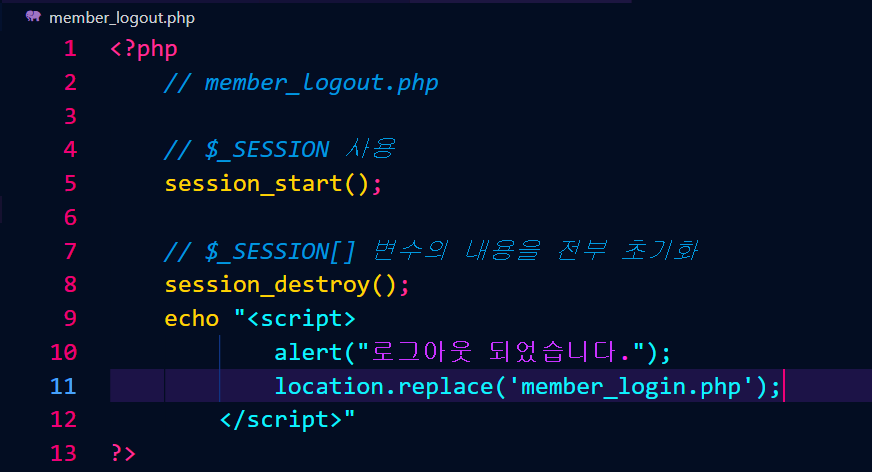 member_logout.php
1 <?php
2 // member_logout.php
3
4 // $_SESSION 사용
5 session_start();
6
7 // $_SESSION[] 변수의 내용을 전부 초기화
8 session_destroy();
9 echo "<script>
10 alert("로그아웃 되었습니다.");
11 location.replace('member_login.php');
12 </script>"
13 ?>